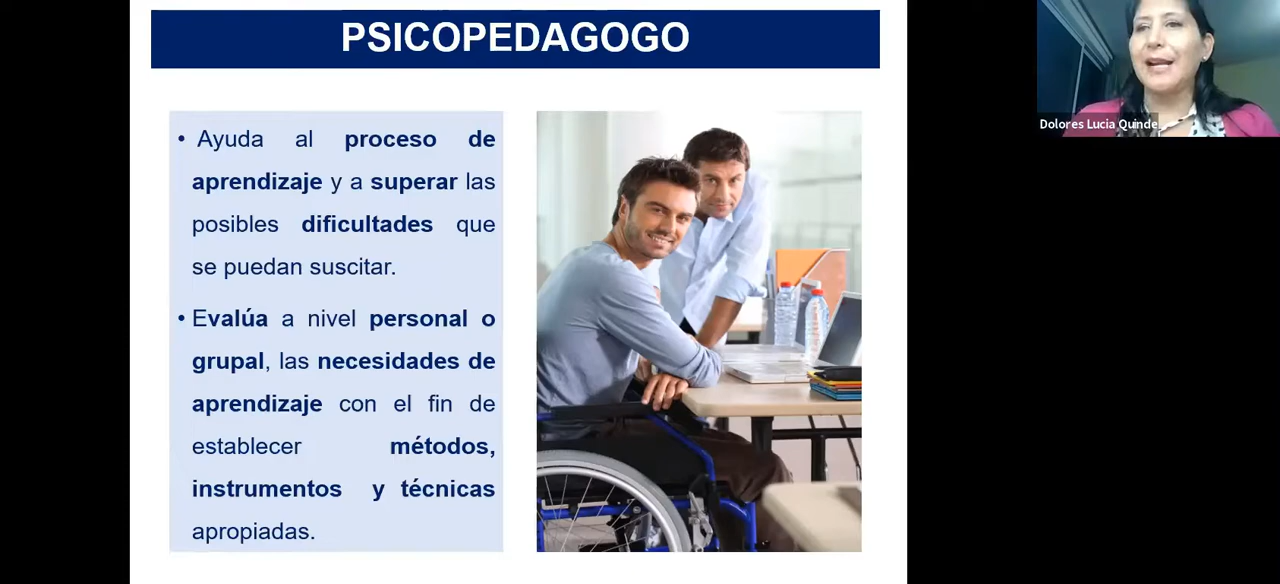 PSICOPEDAGOGO
• Ayuda al proceso de
aprendizaje y a superar las
posibles dificultades que
se puedan suscitar.
• Evalúa a nivel personal o
grupal, las necesidades de
aprendizaje con el fin de
establecer métodos,
instrumentos y técnicas
apropiadas.
Dolores Lucia Quinde